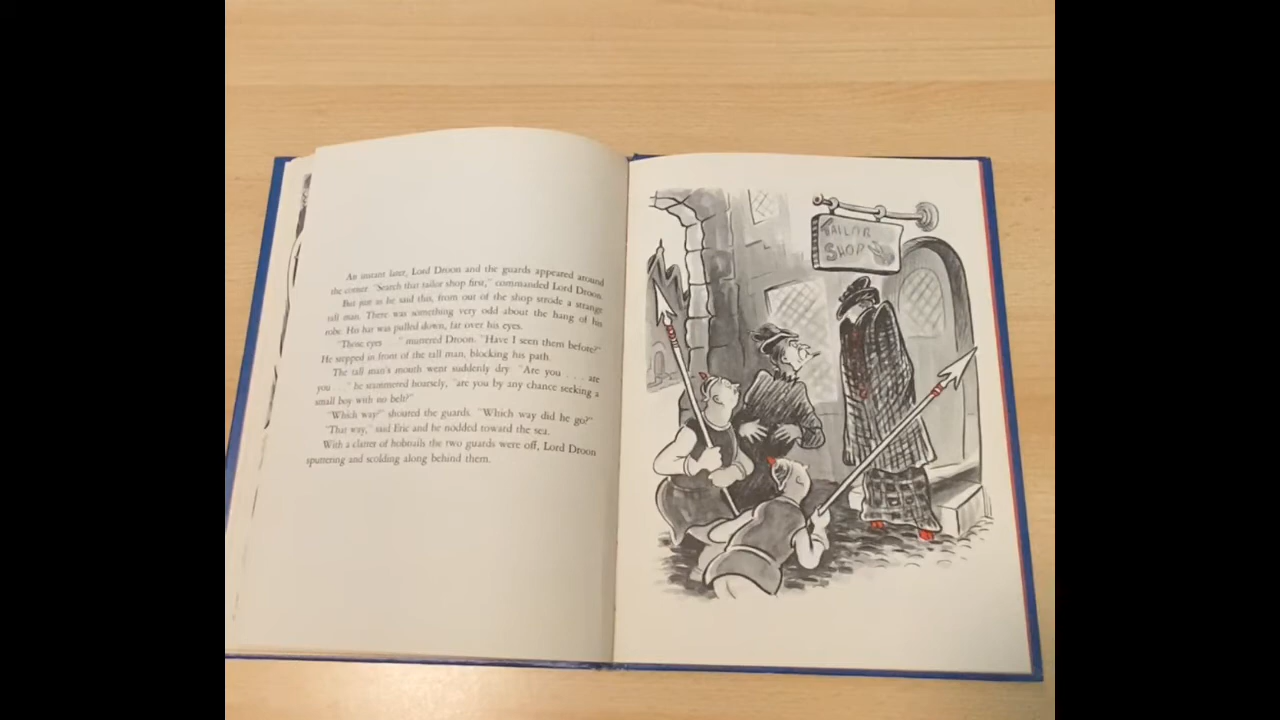 An instant later, Lord Droon and the guards appeared around
the corner. "Search that tailor shop first," commanded Lord Droon.
But just as he said this, from out of the shop strode a strange
tall man. There was something very odd about the hang of his
robe. His hat was pulled down, far over his eyes.
"Those eyes . . ." muttered Droon. "Have I seen them before?"
He stepped in front of the tall man, blocking his path.
The tall man's mouth went suddenly dry. "Are you . . . are
you . . ." he stammered hoarsely, "are you by any chance seeking a
small boy with no belt?"
"Which way?" shouted the guards. "Which way did he go?"
"That way," said Eric and he nodded toward the sea.
With a clatter of hobnails the two guards were off, Lord Droon
sputtering and scolding along behind them.
TAILOR
SHOP